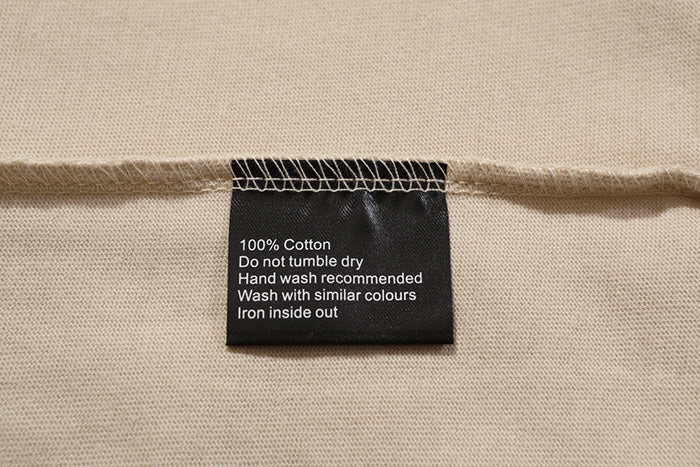 100% Cotton
Do not tumble dry
Hand wash recommended
Wash with similar colours
Iron inside out